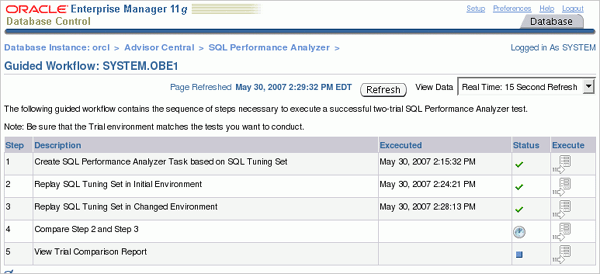 ORACLE Enterprise Manager 11g
Database Control
Setup Preferences Help Logout
Database
Database Instance: orcl > Advisor Central > SQL Performance Analyzer > Logged in As SYSTEM
Guided Workflow: SYSTEM.OBE1
Page Refreshed May 30, 2007 2:29:32 PM EDT Refresh View Data Real Time: 15 Second Refresh
The following guided workflow contains the sequence of steps necessary to execute a successful two-trial SQL Performance Analyzer test.
Note: Be sure that the Trial environment matches the tests you want to conduct.
Step Description Executed Status Execute
1 Create SQL Performance Analyzer Task based on SQL Tuning Set May 30, 2007 2:15:32 PM
2 Replay SQL Tuning Set in Initial Environment May 30, 2007 2:24:21 PM
3 Replay SQL Tuning Set in Changed Environment May 30, 2007 2:28:13 PM
4 Compare Step 2 and Step 3
5 View Trial Comparison Report